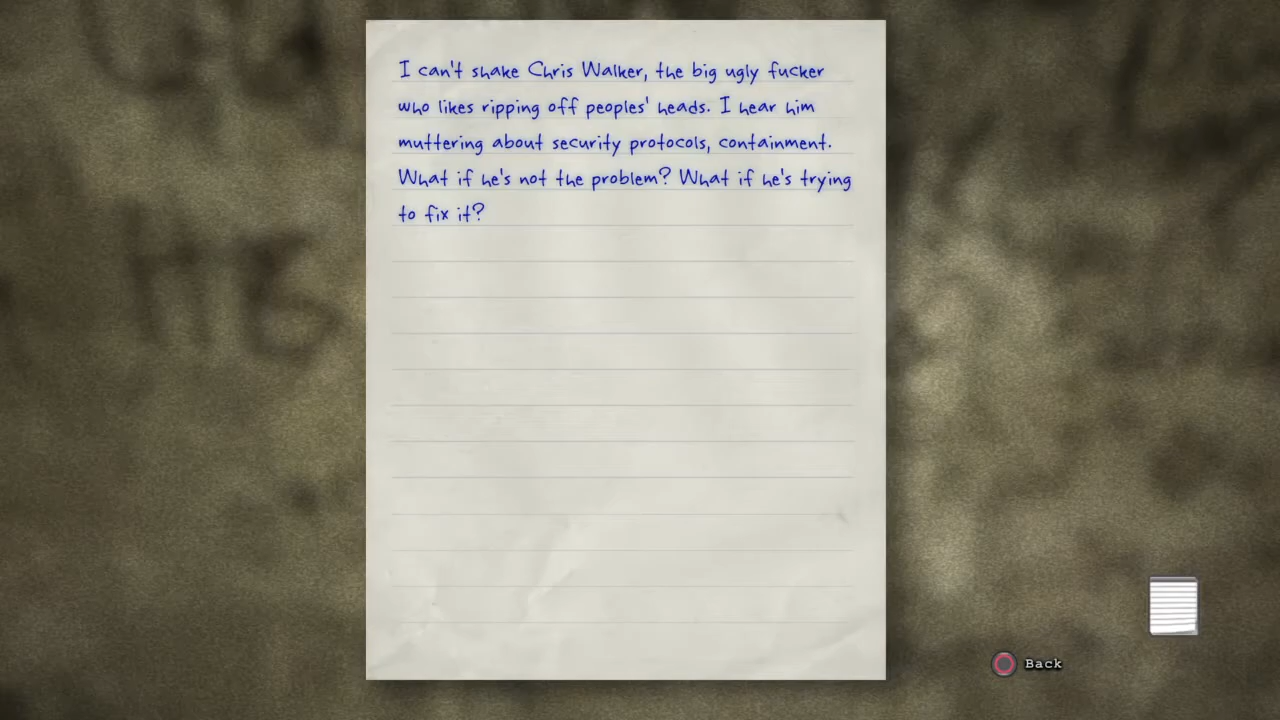 I can't shake Chris Walker, the big ugly fucker
who likes ripping off peoples' heads. I hear him
muttering about security protocols, containment.
What if he's not the problem? What if he's trying
to fix it?
Back